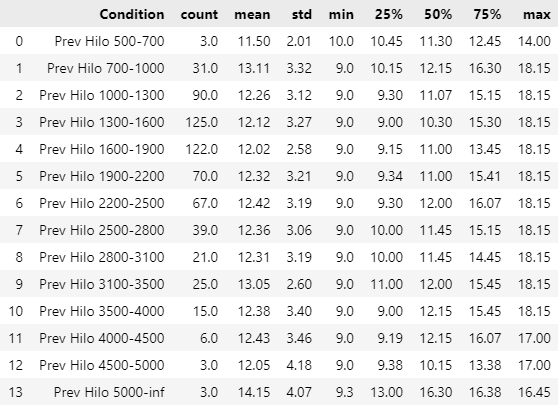 Condition count mean std min 25% 50% 75% max
0 Prev Hilo 500-700 3.0 11.50 2.01 10.0 10.45 11.30 12.45 14.00
1 Prev Hilo 700-1000 31.0 13.11 3.32 9.0 10.15 12.15 16.30 18.15
2 Prev Hilo 1000-1300 90.0 12.26 3.12 9.0 9.30 11.07 15.15 18.15
3 Prev Hilo 1300-1600 125.0 12.12 3.27 9.0 9.00 10.30 15.30 18.15
4 Prev Hilo 1600-1900 122.0 12.02 2.58 9.0 9.15 11.00 13.45 18.15
5 Prev Hilo 1900-2200 70.0 12.32 3.21 9.0 9.34 11.00 15.41 18.15
6 Prev Hilo 2200-2500 67.0 12.42 3.19 9.0 9.30 12.00 16.07 18.15
7 Prev Hilo 2500-2800 39.0 12.36 3.06 9.0 10.00 11.45 15.15 18.15
8 Prev Hilo 2800-3100 21.0 12.31 3.19 9.0 10.00 11.45 14.45 18.15
9 Prev Hilo 3100-3500 25.0 13.05 2.60 9.0 11.00 12.00 15.45 18.15
10 Prev Hilo 3500-4000 15.0 12.38 3.40 9.0 9.00 12.15 15.45 18.15
11 Prev Hilo 4000-4500 6.0 12.43 3.46 9.0 9.19 12.15 16.07 17.00
12 Prev Hilo 4500-5000 3.0 12.05 4.18 9.0 9.38 10.15 13.38 17.00
13 Prev Hilo 5000-inf 3.0 14.15 4.07 9.3 13.00 16.30 16.38 16.45